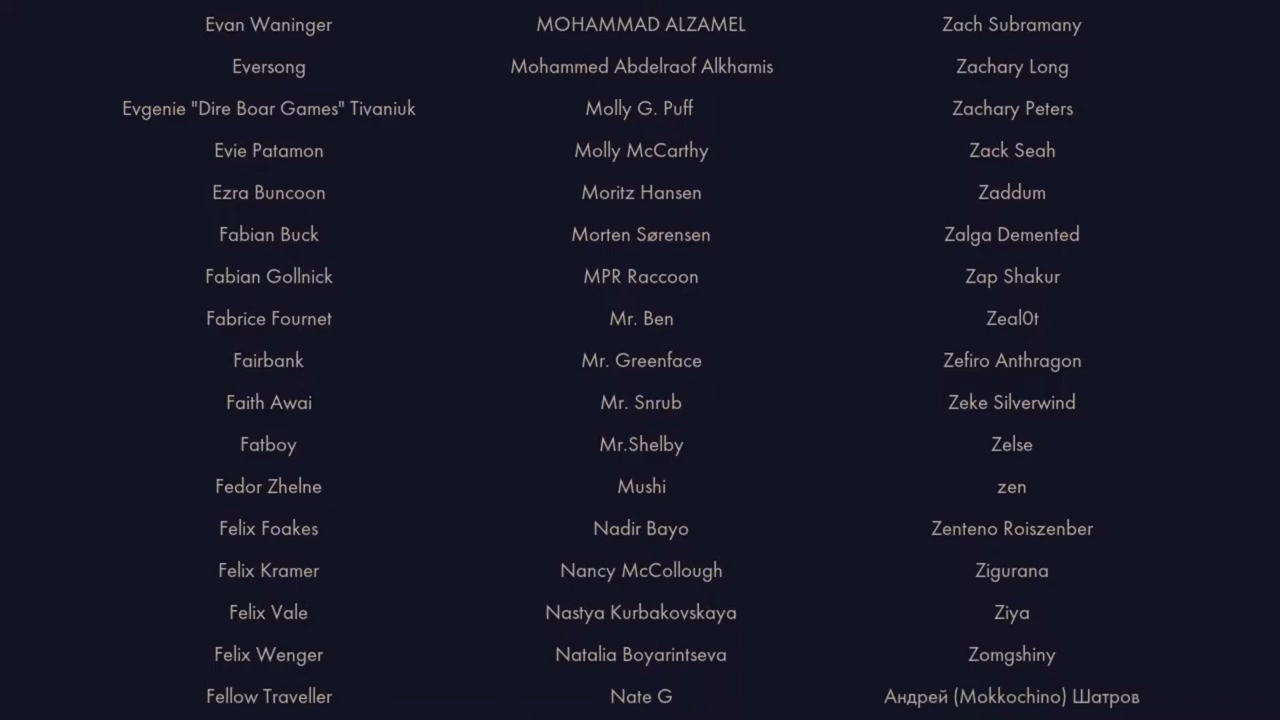 Evan Waninger
Eversong
Evgenie "Dire Boar Games" Tivaniuk
Evie Patamon
Ezra Buncoon
Fabian Buck
Fabian Gollnick
Fabrice Fournet
Fairbank
Faith Awai
Fatboy
Fedor Zhelne
Felix Foakes
Felix Kramer
Felix Vale
Felix Wenger
Fellow Traveller
MOHAMMAD ALZAMEL
Mohammed Abdelraof Alkhamis
Molly G. Puff
Molly McCarthy
Moritz Hansen
Morten Sørensen
MPR Raccoon
Mr. Ben
Mr. Greenface
Mr. Snrub
Mr.Shelby
Mushi
Nadir Bayo
Nancy McCollough
Nastya Kurbakovskaya
Natalia Boyarintseva
Nate G
Zach Subramany
Zachary Long
Zachary Peters
Zack Seah
Zaddum
Zalga Demented
Zap Shakur
Zeal0t
Zefiro Anthragon
Zeke Silverwind
Zelse
zen
Zenteno Roiszenber
Zigurana
Ziya
Zomgshiny
Андрей (Mokkochino) Шатров